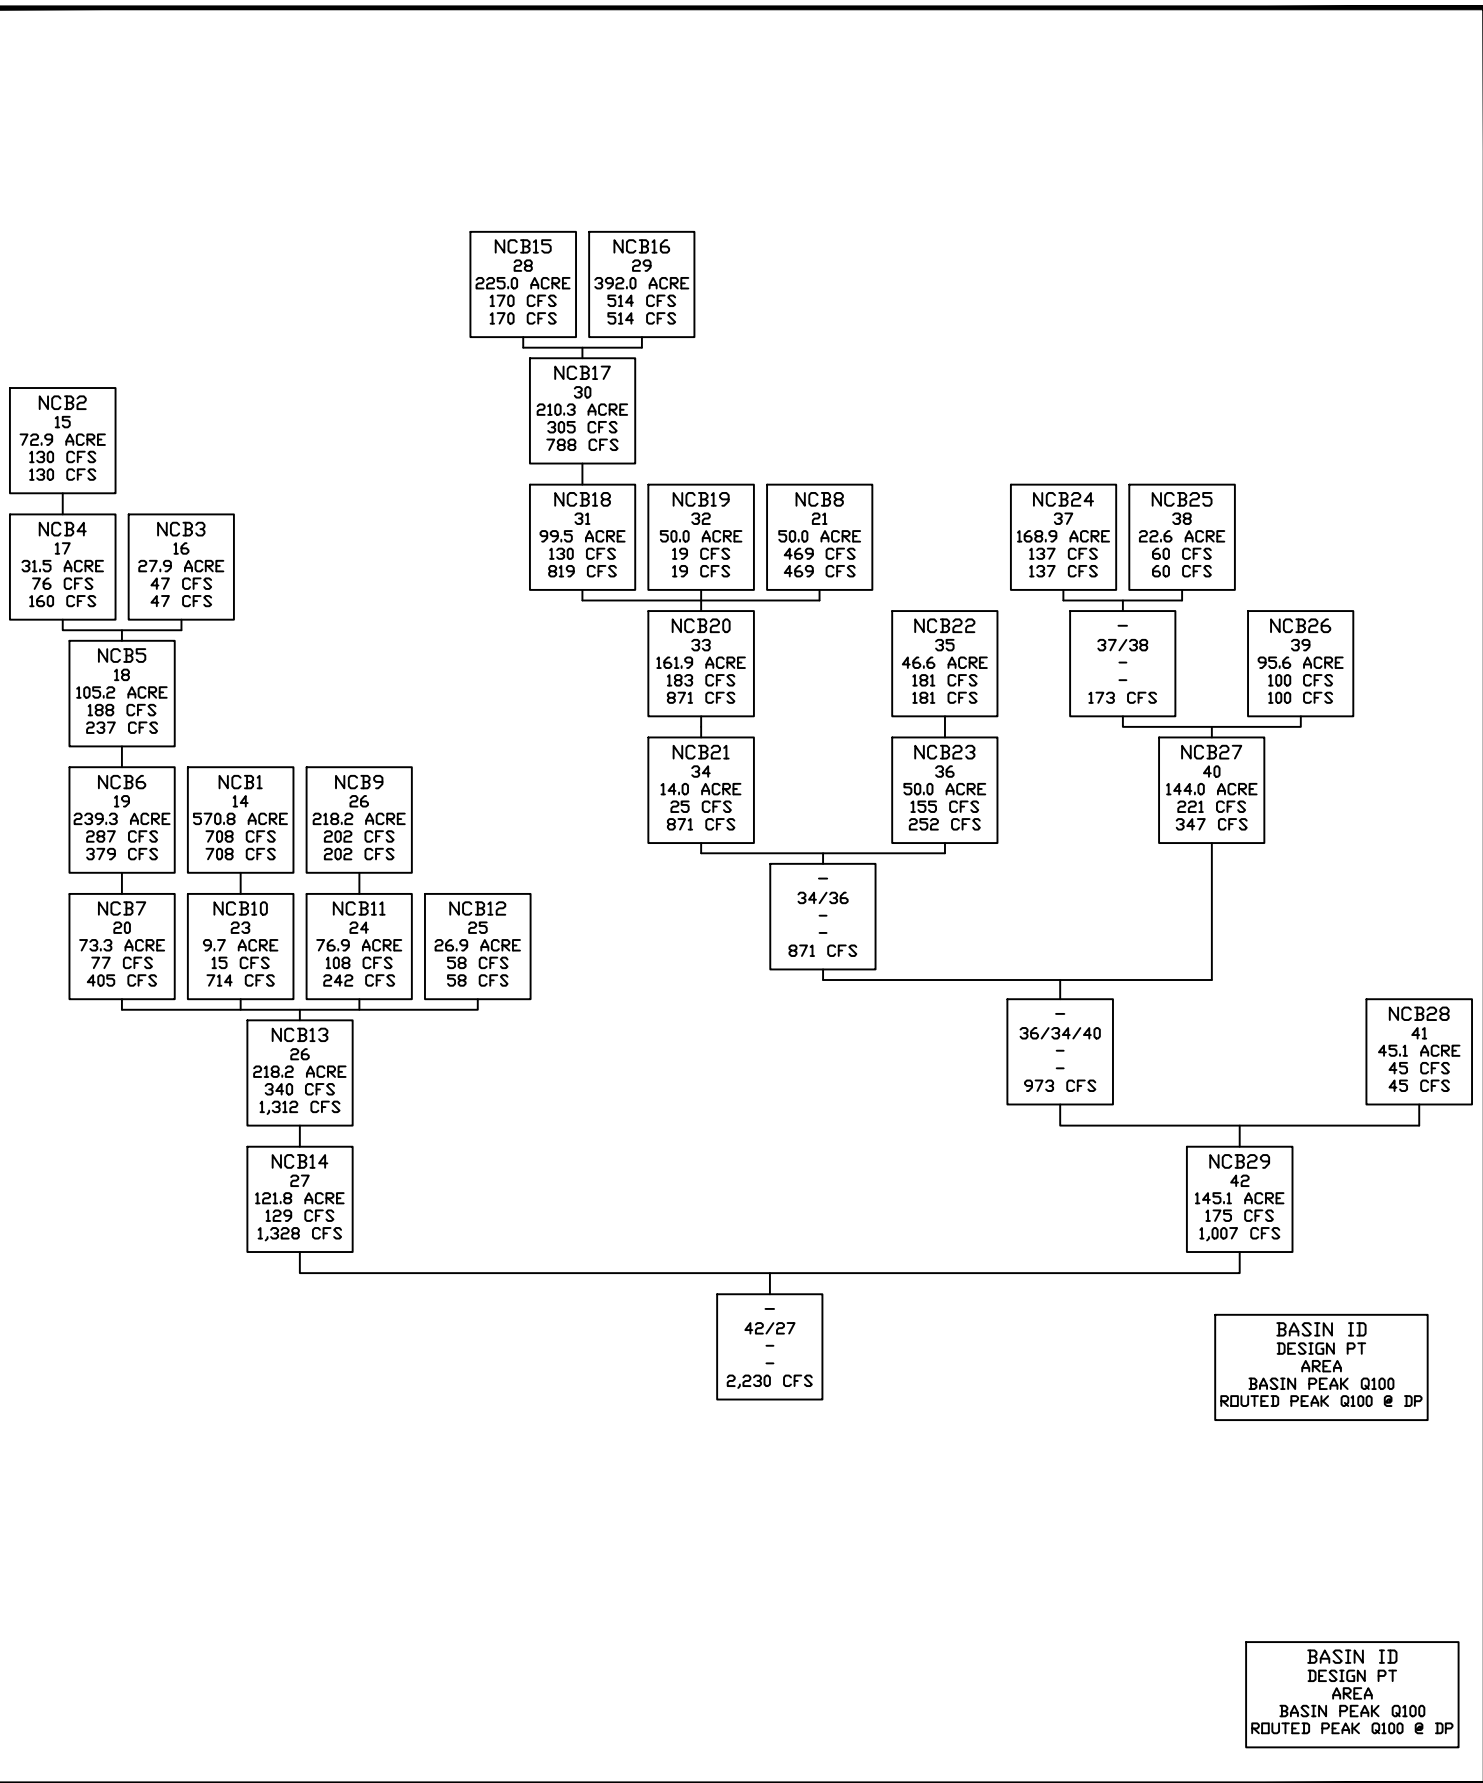 NCB15
28
225.0 ACRE
170 CFS
170 CFS
NCB16
29
392.0 ACRE
514 CFS
514 CFS
NCB17
30
210.3 ACRE
305 CFS
788 CFS
NCB2
15
72.9 ACRE
130 CFS
130 CFS
NCB4
17
31.5 ACRE
76 CFS
160 CFS
NCB3
16
27.9 ACRE
47 CFS
47 CFS
NCB18
31
99.5 ACRE
130 CFS
819 CFS
NCB19
32
50.0 ACRE
19 CFS
19 CFS
NCB8
21
50.0 ACRE
469 CFS
469 CFS
NCB24
37
168.9 ACRE
137 CFS
137 CFS
NCB25
38
22.6 ACRE
60 CFS
60 CFS
NCB5
18
105.2 ACRE
188 CFS
237 CFS
NCB20
33
161.9 ACRE
183 CFS
871 CFS
NCB22
35
46.6 ACRE
181 CFS
181 CFS
-
37/38
-
-
173 CFS
NCB26
39
95.6 ACRE
100 CFS
100 CFS
NCB6
19
239.3 ACRE
287 CFS
379 CFS
NCB1
14
570.8 ACRE
708 CFS
708 CFS
NCB9
26
218.2 ACRE
202 CFS
202 CFS
NCB21
34
14.0 ACRE
25 CFS
871 CFS
NCB23
36
50.0 ACRE
155 CFS
252 CFS
NCB27
40
144.0 ACRE
221 CFS
347 CFS
NCB7
20
73.3 ACRE
77 CFS
405 CFS
NCB10
23
9.7 ACRE
15 CFS
714 CFS
NCB11
24
76.9 ACRE
108 CFS
242 CFS
NCB12
25
26.9 ACRE
58 CFS
58 CFS
-
34/36
-
-
871 CFS
NCB13
26
218.2 ACRE
340 CFS
1,312 CFS
-
36/34/40
-
-
973 CFS
NCB28
41
45.1 ACRE
45 CFS
45 CFS
NCB14
27
121.8 ACRE
129 CFS
1,328 CFS
NCB29
42
145.1 ACRE
175 CFS
1,007 CFS
-
42/27
-
-
2,230 CFS
BASIN ID
DESIGN PT
AREA
BASIN PEAK Q100
ROUTED PEAK Q100 @ DP
BASIN ID
DESIGN PT
AREA
BASIN PEAK Q100
ROUTED PEAK Q100 @ DP